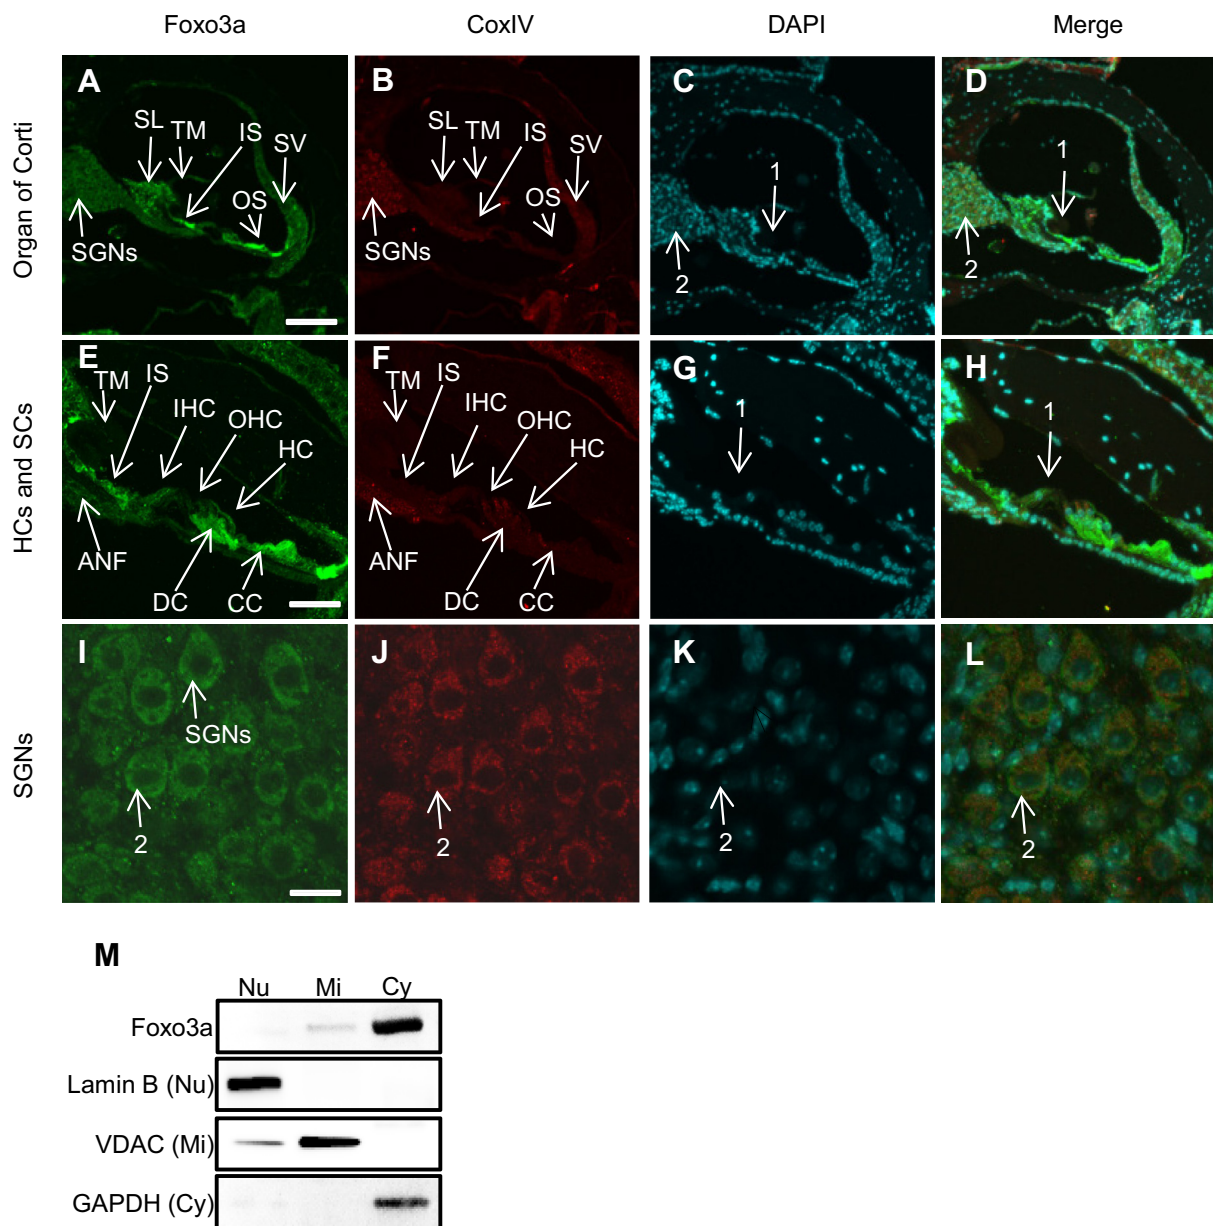 Foxo3a CoxIV DAPI Merge
Organ of Corti
A SL TM IS SV OS SGNs
B SL TM IS SV OS SGNs
C 1 2
D 1 2
HCs and SCs
E TM IS IHC OHC HC ANF DC CC
F TM IS IHC OHC HC ANF DC CC
G 1
H 1
SGNs
I SGNs 2
J 2
K 2
L 2
M
Nu Mi Cy
Foxo3a
Lamin B (Nu)
VDAC (Mi)
GAPDH (Cy)